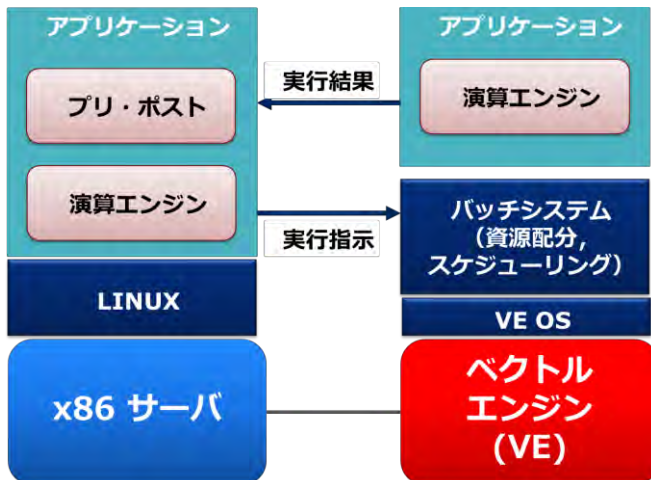 アプリケーション
プリ・ポスト
演算エンジン
LINUX
x86 サーバ
実行結果
実行指示
アプリケーション
演算エンジン
バッチシステム
(資源配分,
スケジューリング)
VE OS
ベクトル
エンジン
(VE)